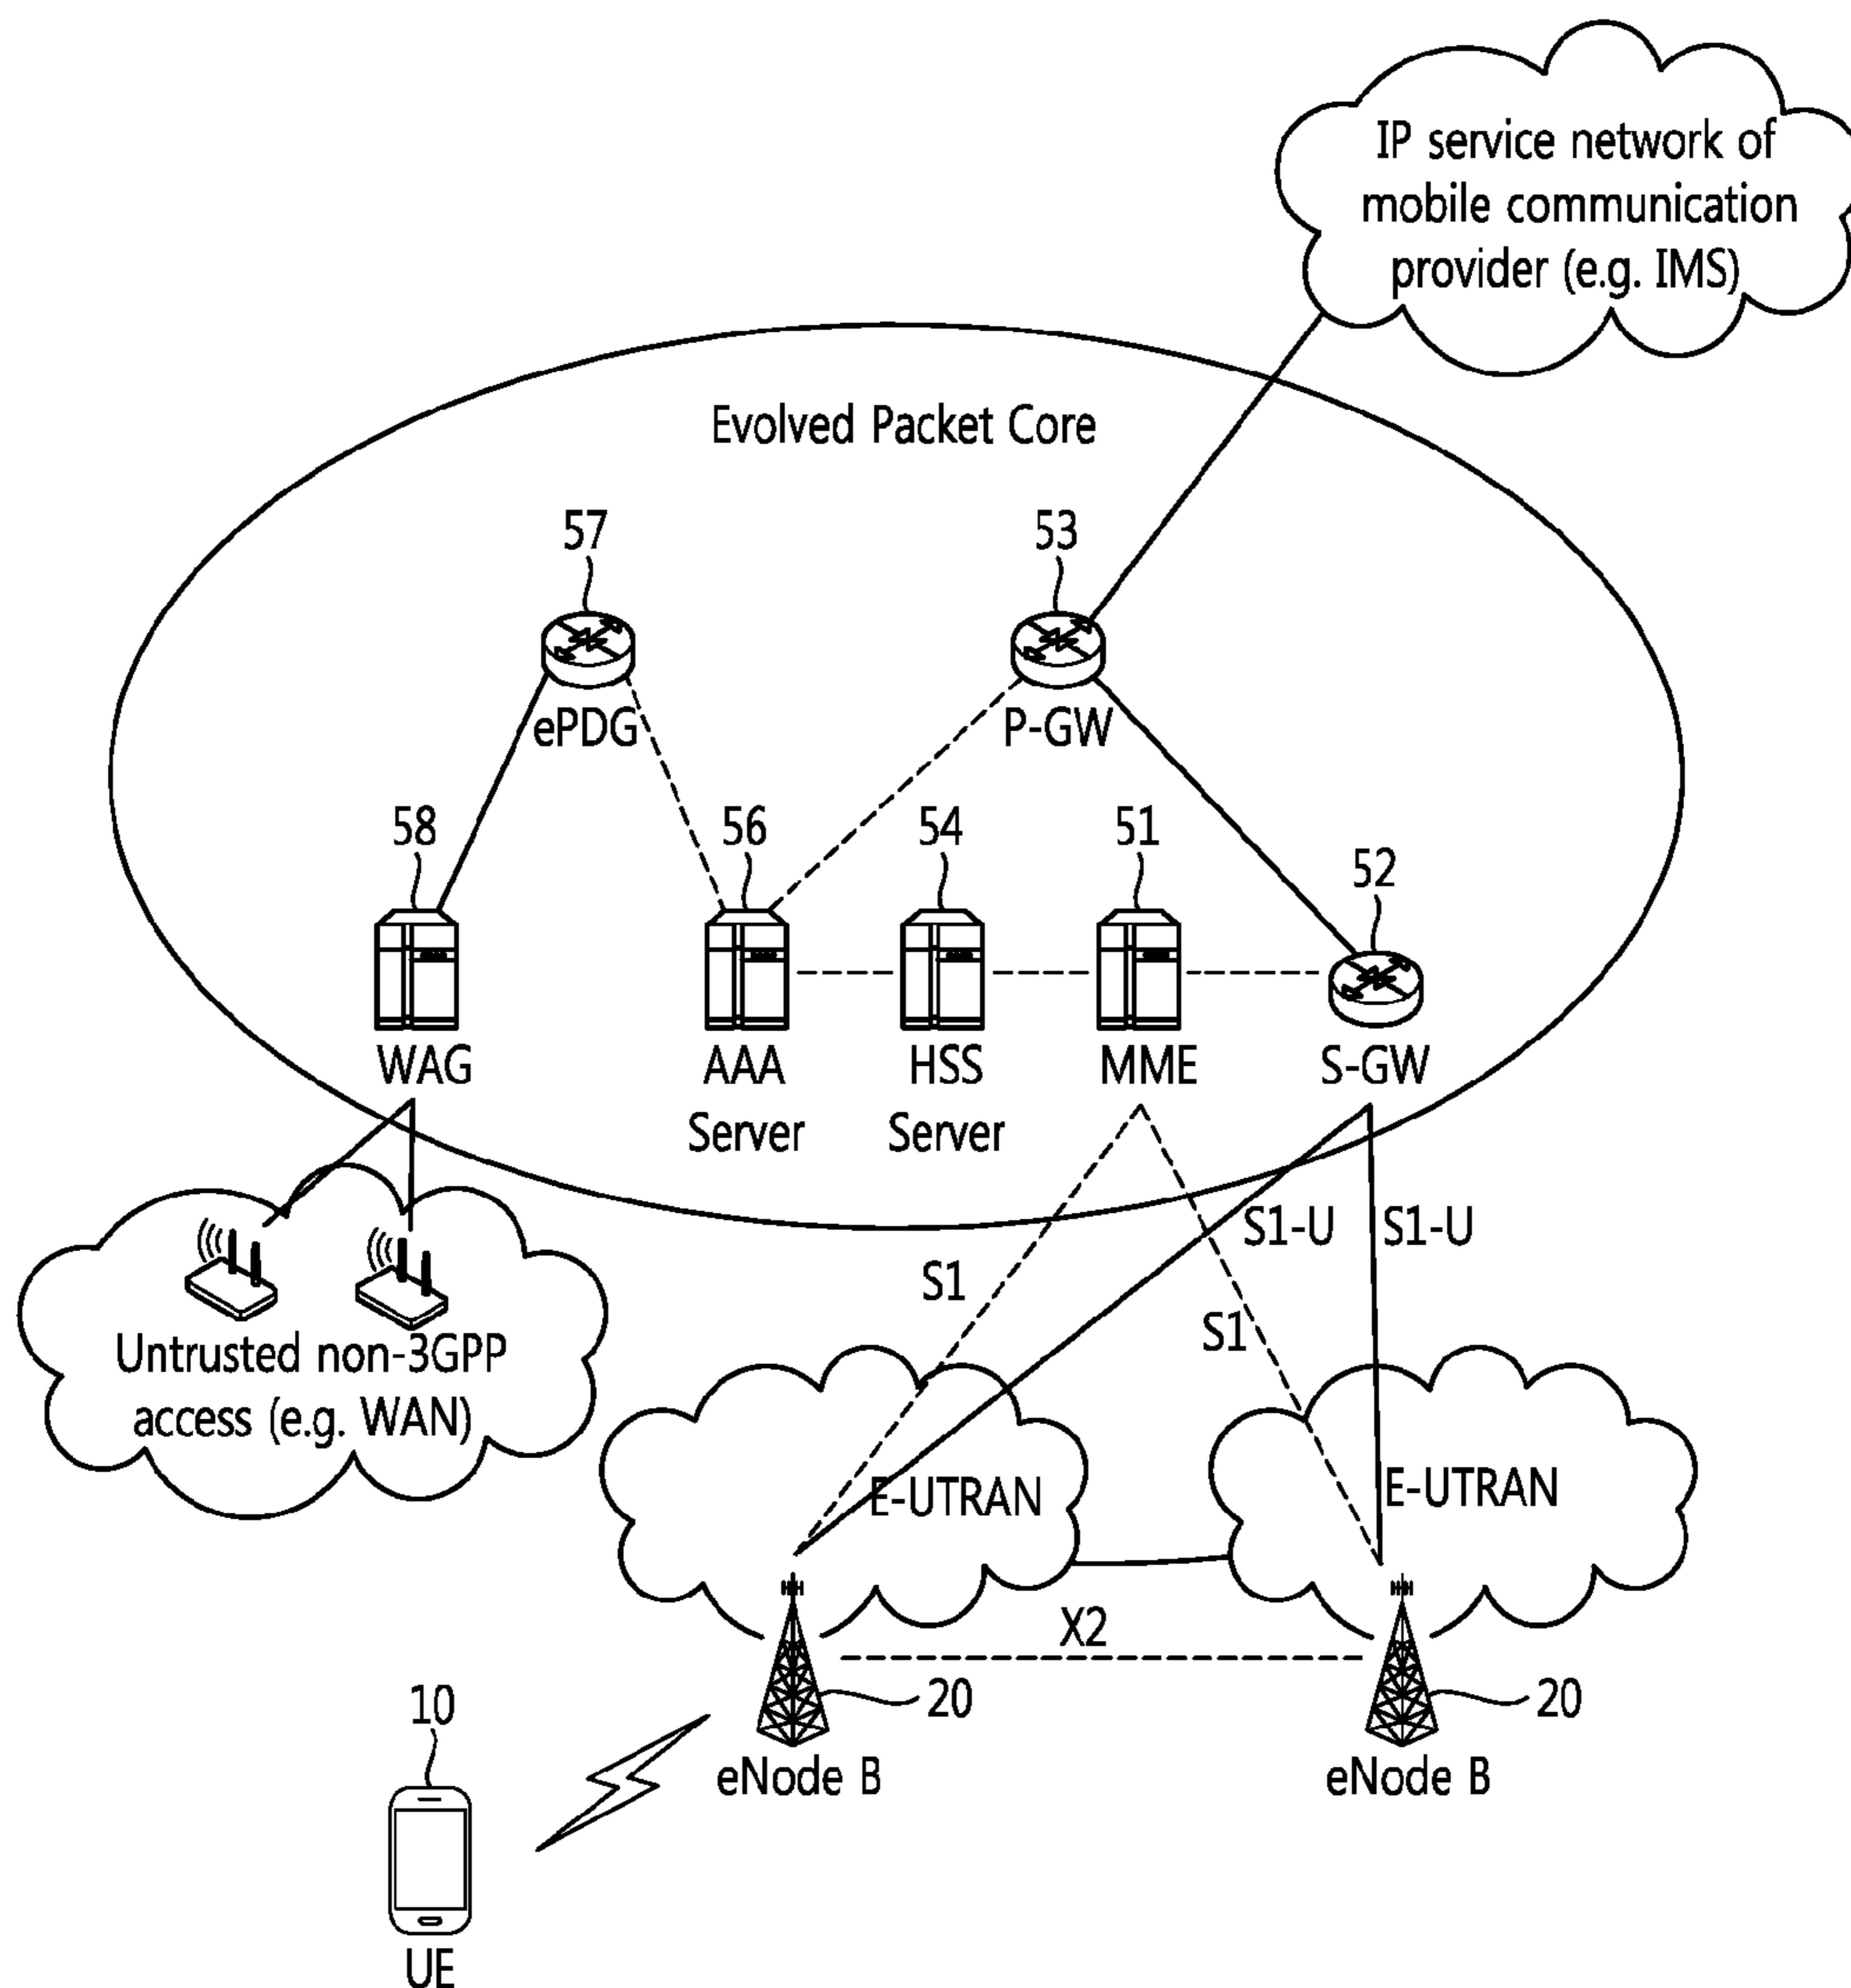 IP service network of
mobile communication
provider (e.g. IMS)
Evolved Packet Core
57
53
ePDG
P-GW
58
56
54
51
52
WAG
AAA
Server
HSS
Server
MME
S-GW
S1
S1-U
S1-U
S1
Untrusted non-3GPP
access (e.g. WAN)
E-UTRAN
E-UTRAN
X2
20
20
10
eNode B
eNode B
UE